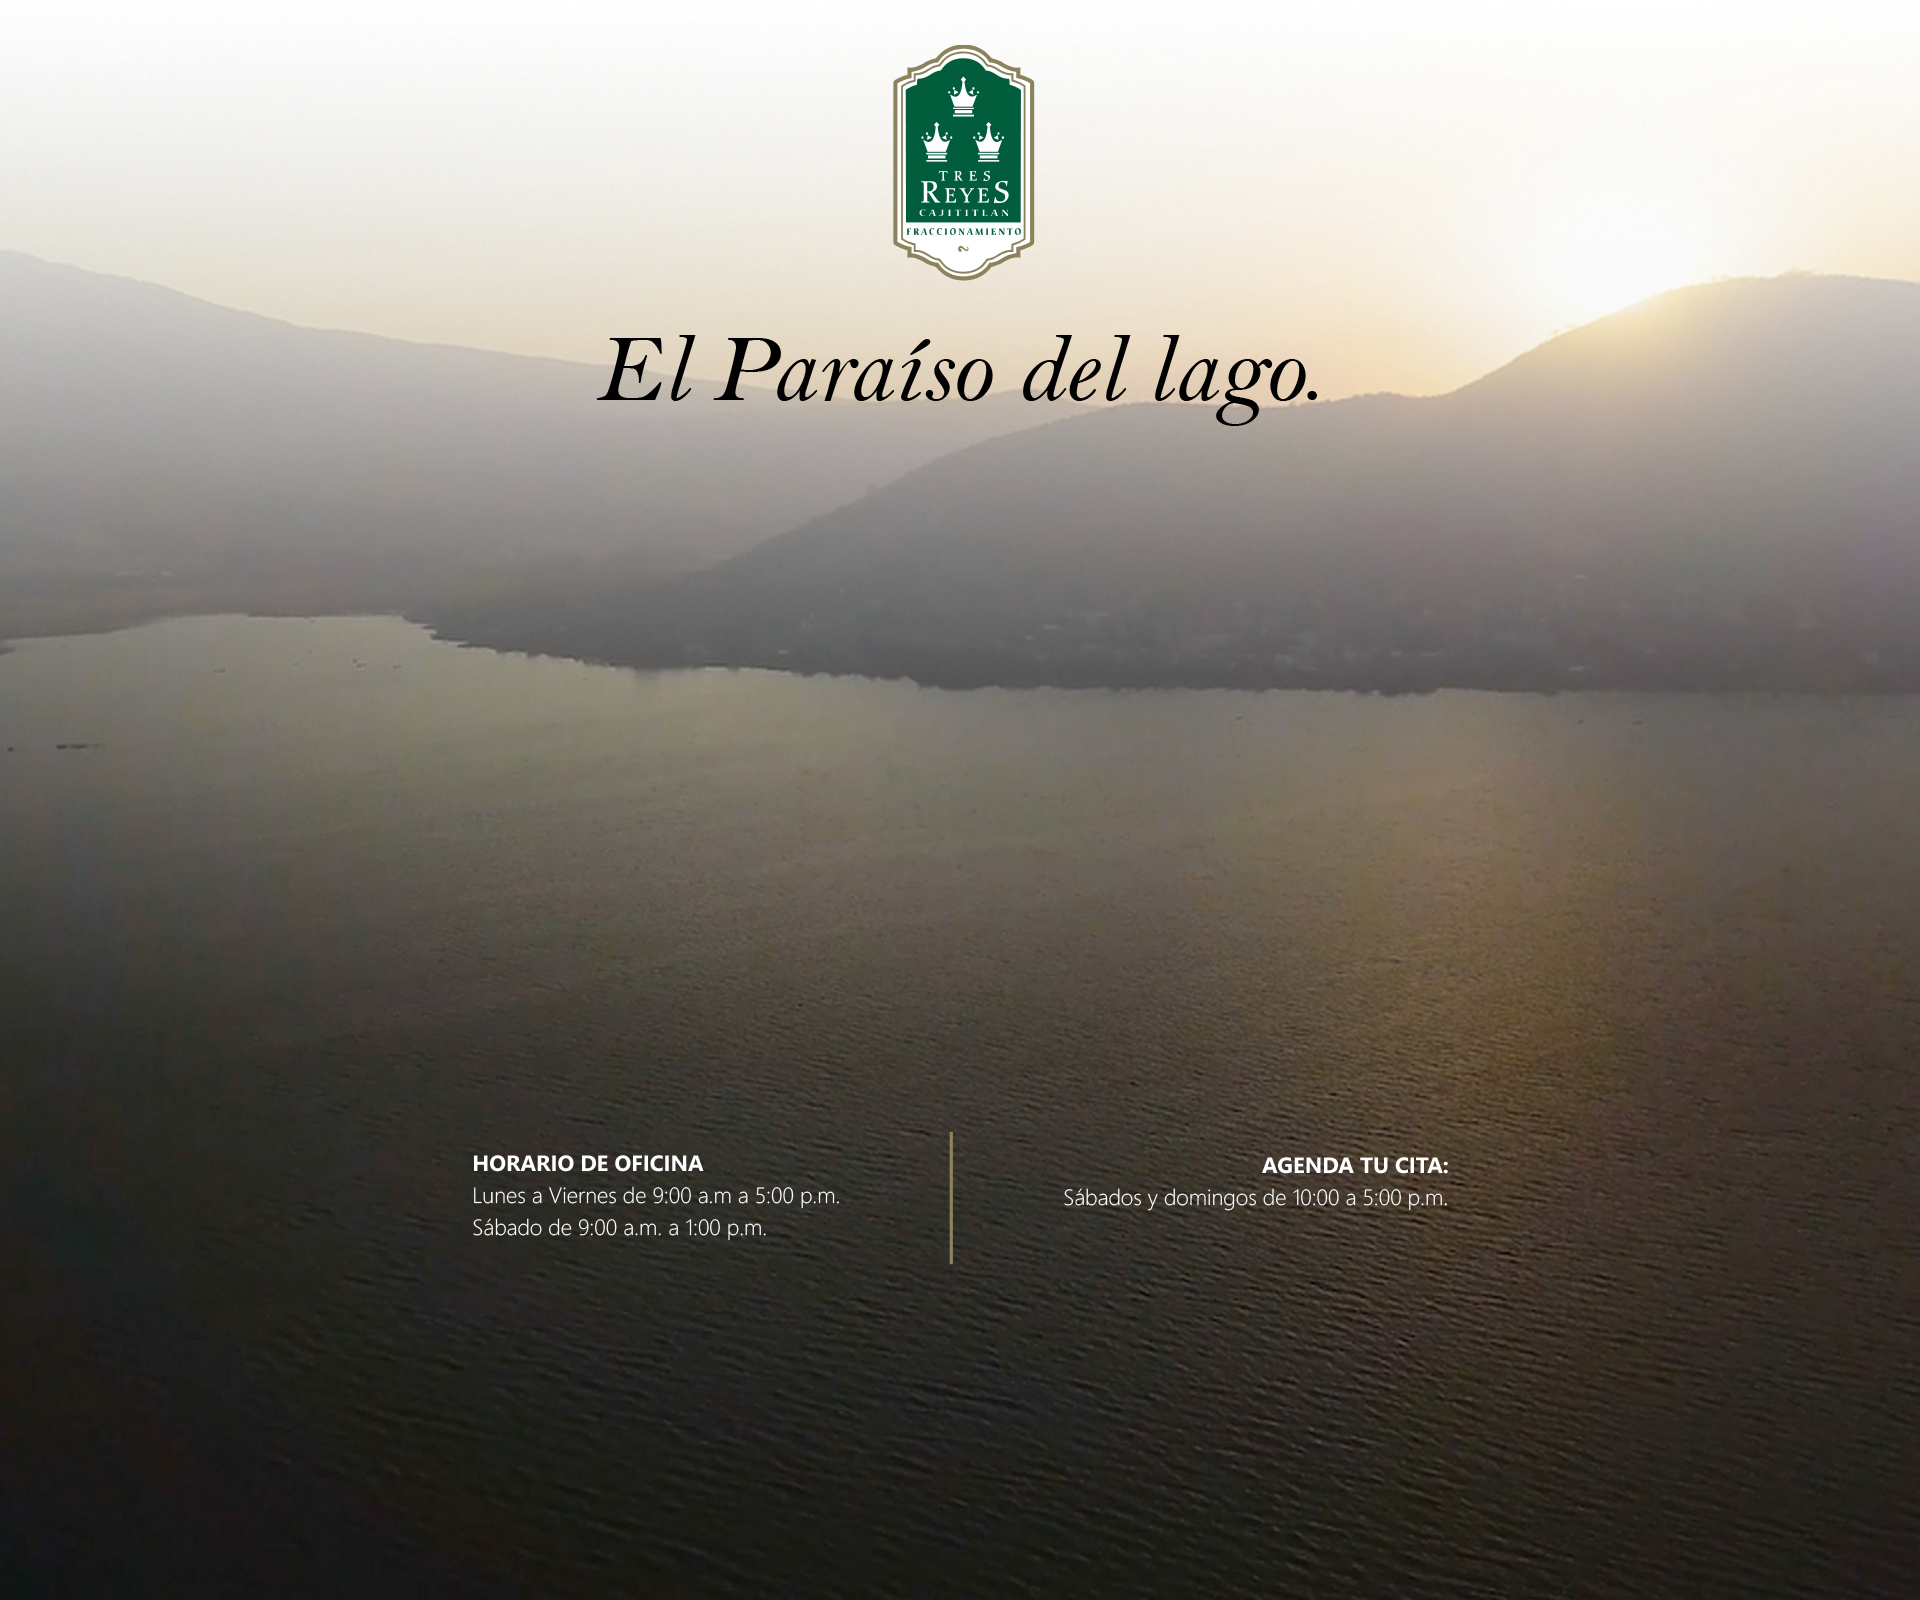 TRES
REYES
CAJITITLAN
FRACCIONAMIENTO
El Paraíso del lago.
HORARIO DE OFICINA
Lunes a Viernes de 9:00 a.m a 5:00 p.m.
Sábado de 9:00 a.m. a 1:00 p.m.
AGENDA TU CITA:
Sábados y domingos de 10:00 a 5:00 p.m.